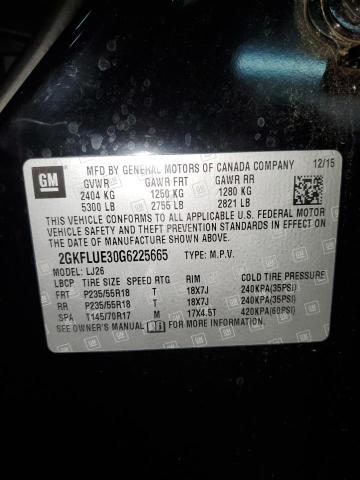 GM
MFD BY GENERAL MOTORS OF CANADA COMPANY 12/15
GVWR GAWR FRT GAWR RR
2404 KG 1250 KG 1280 KG
5300 LB 2755 LB 2821 LB
THIS VEHICLE CONFORMS TO ALL APPLICABLE U.S. FEDERAL MOTOR
VEHICLE SAFETY AND THEFT PREVENTION STANDARDS IN EFFECT ON
THE DATE OF MANUFACTURE SHOWN ABOVE.
2GKFLUE30G6225665 TYPE: M.P.V.
MODEL: LJ26
LBCP TIRE SIZE SPEED RTG RIM COLD TIRE PRESSURE
FRT P235/55R18 T 18X7J 240KPA(35PSI)
RR P235/55R18 T 18X7J 240KPA(35PSI)
SPA T145/70R17 M 17X4.5T 420KPA(60PSI)
SEE OWNER'S MANUAL FOR MORE INFORMATION.